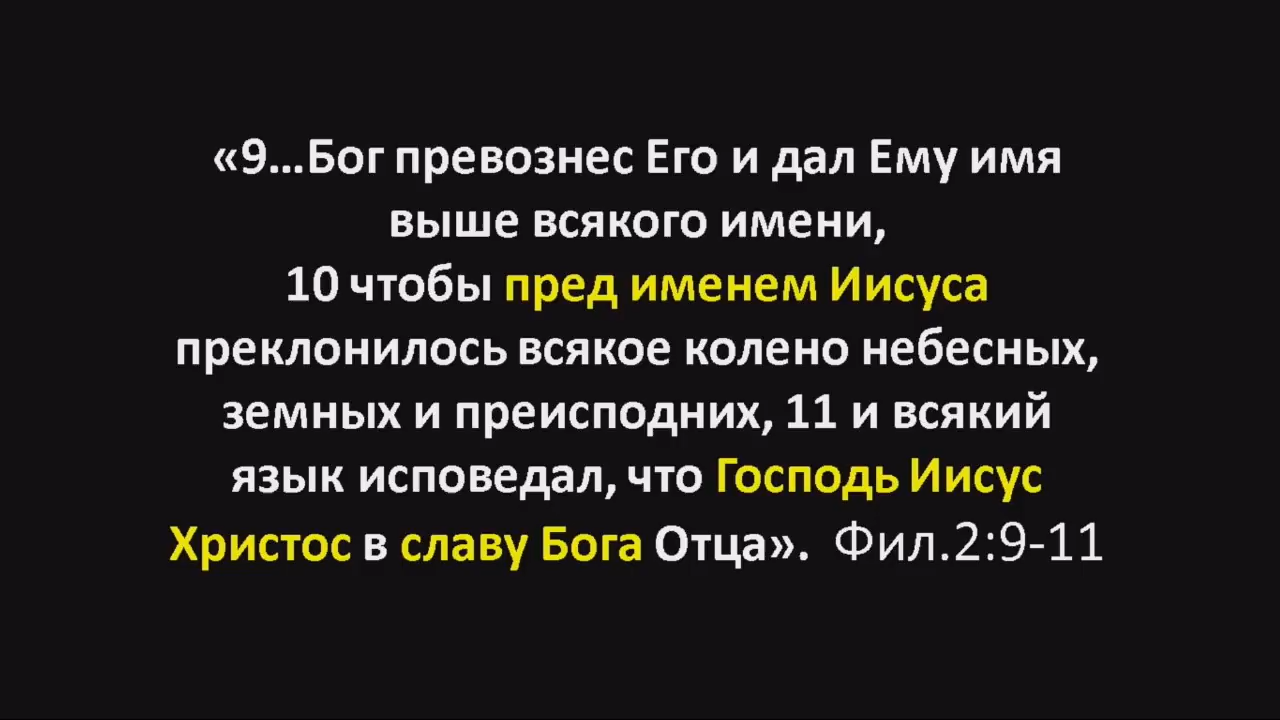 «9...Бог превознес Его и дал Ему имя
выше всякого имени,
10 чтобы пред именем Иисуса
преклонилось всякое колено небесных,
земных и преисподних, 11 и всякий
язык исповедал, что Господь Иисус
Христос в славу Бога Отца». Фил.2:9-11